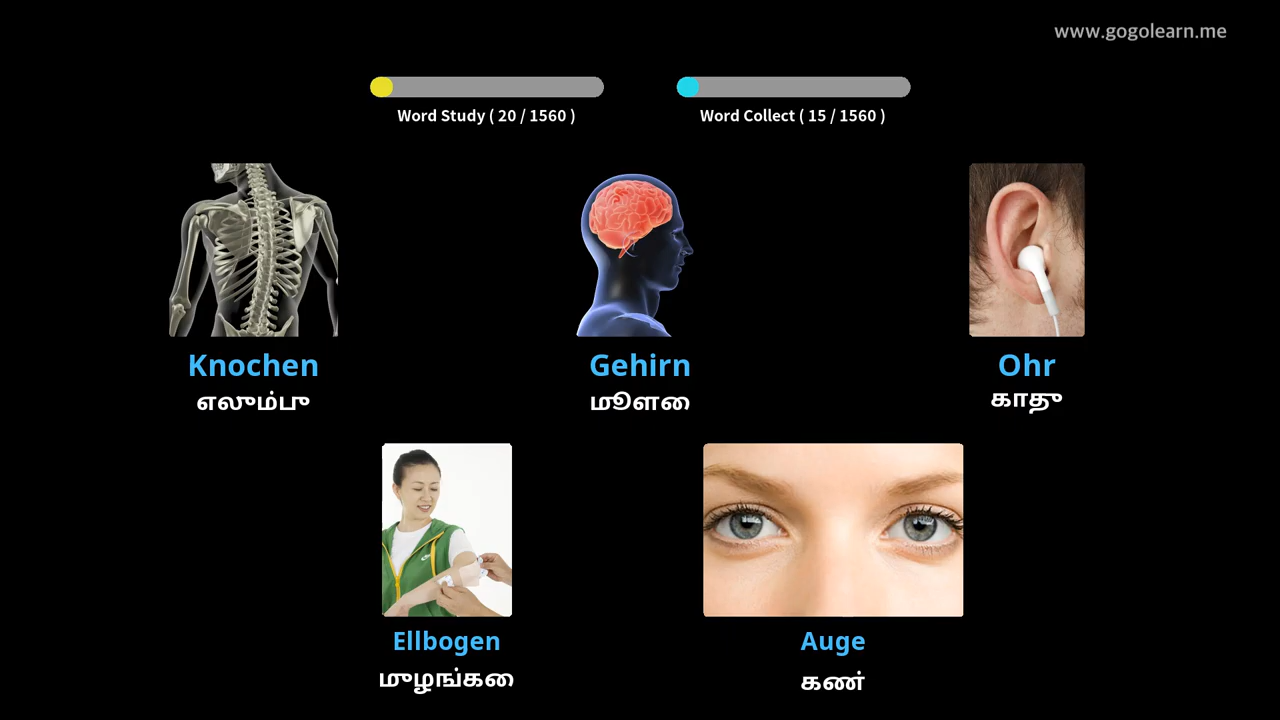 www.gogolearn.me
Word Study ( 20 / 1560 )
Word Collect ( 15 / 1560 )
Knochen
எலும்பு
Gehirn
மூளை
Ohr
காது
Ellbogen
முழங்கை
Auge
கண்